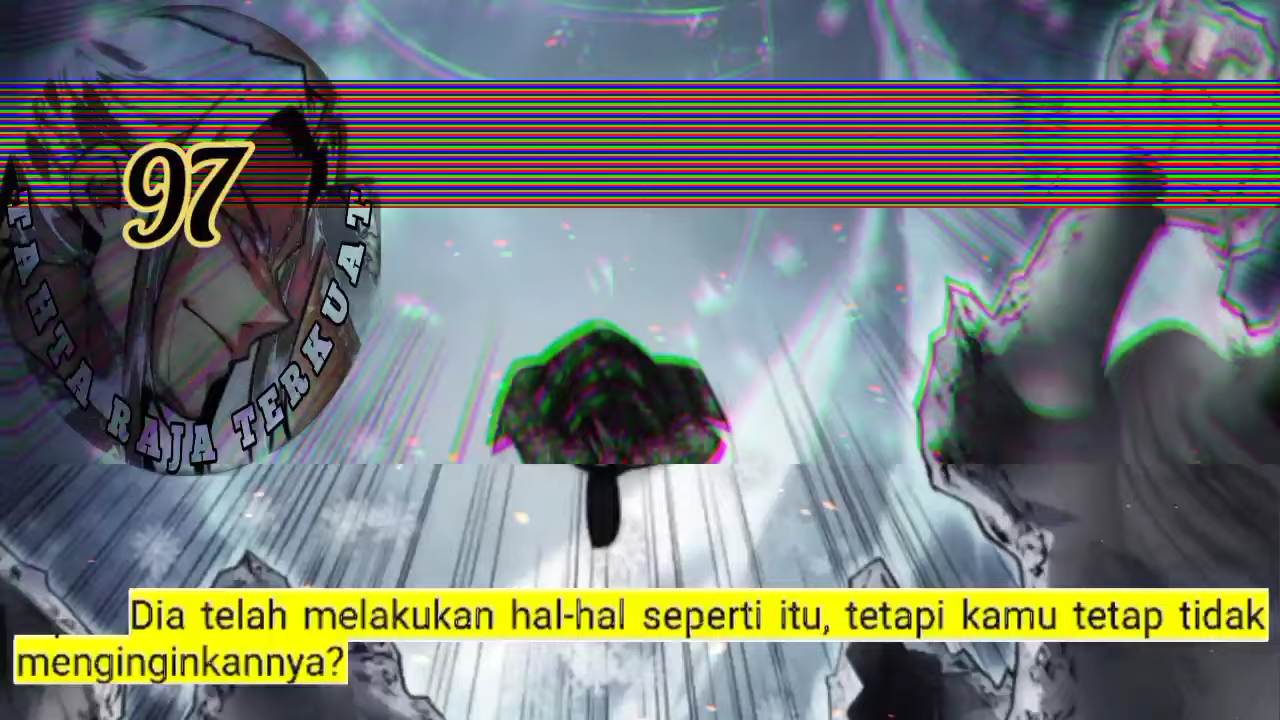 97
TAHTA RAJA TERKUAT
Dia telah melakukan hal-hal seperti itu, tetapi kamu tetap tidak
menginginkannya?